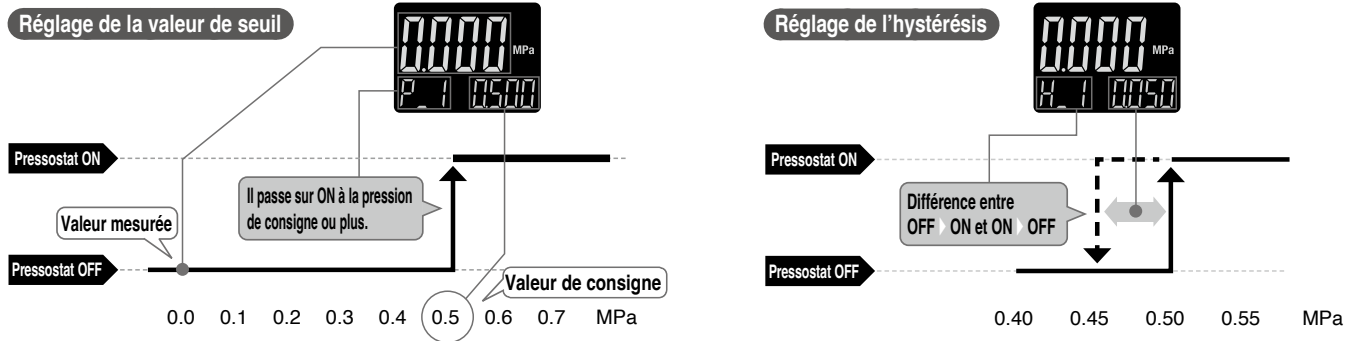 Réglage de la valeur de seuil
0.000 MPa
P_1 0.500
Pressostat ON
Il passe sur ON à la pression
de consigne ou plus.
Valeur mesurée
Pressostat OFF
Valeur de consigne
0.0 0.1 0.2 0.3 0.4 0.5 0.6 0.7 MPa
Réglage de l'hystérésis
0.000 MPa
H_1 0.050
Pressostat ON
Différence entre
OFF ON et ON OFF
Pressostat OFF
0.40 0.45 0.50 0.55 MPa